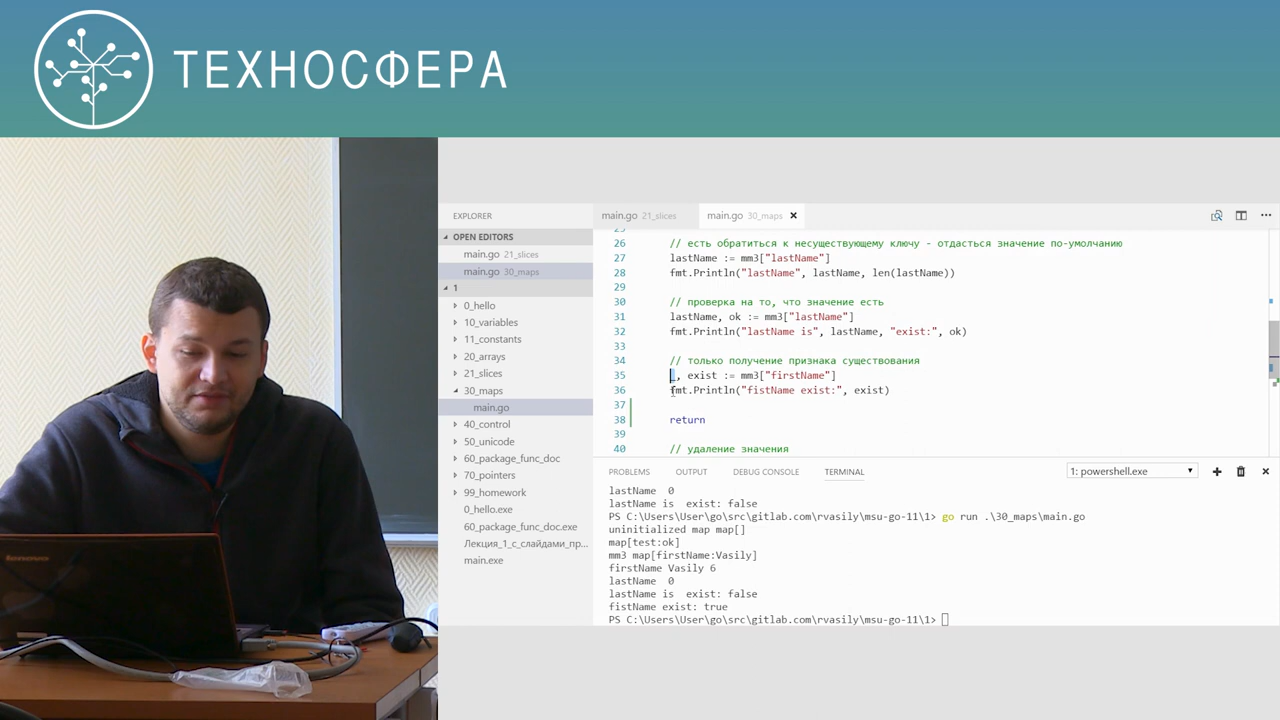 ТЕХНОСФЕРА
EXPLORER
OPEN EDITORS
main.go 21_slices
main.go 30_maps
1
0_hello
10_variables
11_constants
20_arrays
21_slices
30_maps
main.go
40_control
50_unicode
60_package_func_doc
70_pointers
99_homework
0_hello.exe
60_package_func_doc.exe
Лекция_1_с_слайдами_пр...
main.exe
main.go 21_slices
main.go 30_maps
26 // есть обратиться к несуществующему ключу - отдасться значение по-умолчанию
27 lastName := mm3["lastName"]
28 fmt.Println("lastName", lastName, len(lastName))
29
30 // проверка на то, что значение есть
31 lastName, ok := mm3["lastName"]
32 fmt.Println("lastName is", lastName, "exist:", ok)
33
34 // только получение признака существования
35 _, exist := mm3["firstName"]
36 fmt.Println("fistName exist:", exist)
37
38 return
39
40 // удаление значения
PROBLEMS OUTPUT DEBUG CONSOLE TERMINAL 1: powershell.exe
lastName 0
lastName is exist: false
PS C:\Users\User\go\src\gitlab.com\rvasily\msu-go-11\1> go run .\30_maps\main.go
uninitialized map map[]
map[test:ok]
mm3 map[firstName:Vasily]
firstName Vasily 6
lastName 0
lastName is exist: false
fistName exist: true
PS C:\Users\User\go\src\gitlab.com\rvasily\msu-go-11\1>